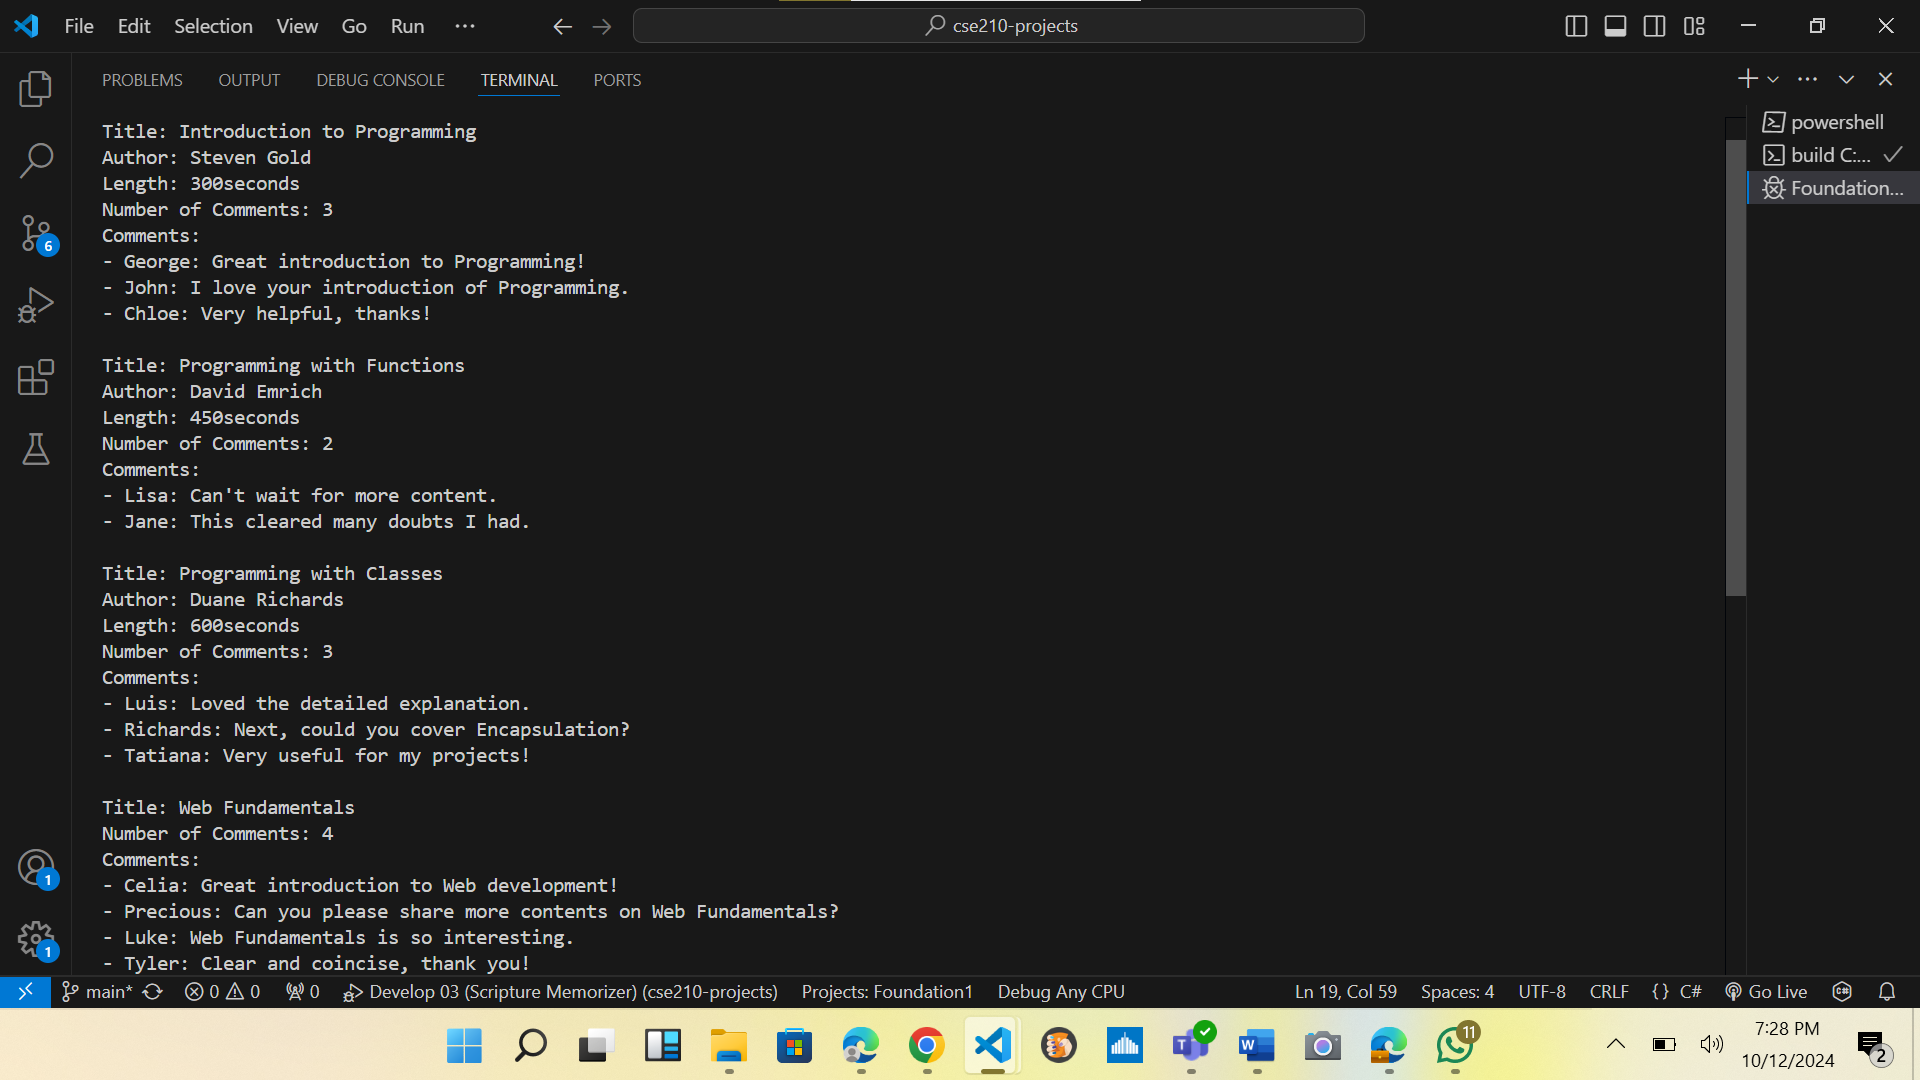 File Edit Selection View Go Run ... cse210-projects
PROBLEMS OUTPUT DEBUG CONSOLE TERMINAL PORTS
Title: Introduction to Programming
Author: Steven Gold
Length: 300seconds
Number of Comments: 3
Comments:
- George: Great introduction to Programming!
- John: I love your introduction of Programming.
- Chloe: Very helpful, thanks!
Title: Programming with Functions
Author: David Emrich
Length: 450seconds
Number of Comments: 2
Comments:
- Lisa: Can't wait for more content.
- Jane: This cleared many doubts I had.
Title: Programming with Classes
Author: Duane Richards
Length: 600seconds
Number of Comments: 3
Comments:
- Luis: Loved the detailed explanation.
- Richards: Next, could you cover Encapsulation?
- Tatiana: Very useful for my projects!
Title: Web Fundamentals
Number of Comments: 4
Comments:
- Celia: Great introduction to Web development!
- Precious: Can you please share more contents on Web Fundamentals?
- Luke: Web Fundamentals is so interesting.
- Tyler: Clear and coincise, thank you!
powershell
build C:...
Foundation...
6
1
1
main* 0 0 0 Develop 03 (Scripture Memorizer) (cse210-projects) Projects: Foundation1 Debug Any CPU Ln 19, Col 59 Spaces: 4 UTF-8 CRLF {} C# Go Live
11
7:28 PM
10/12/2024
2